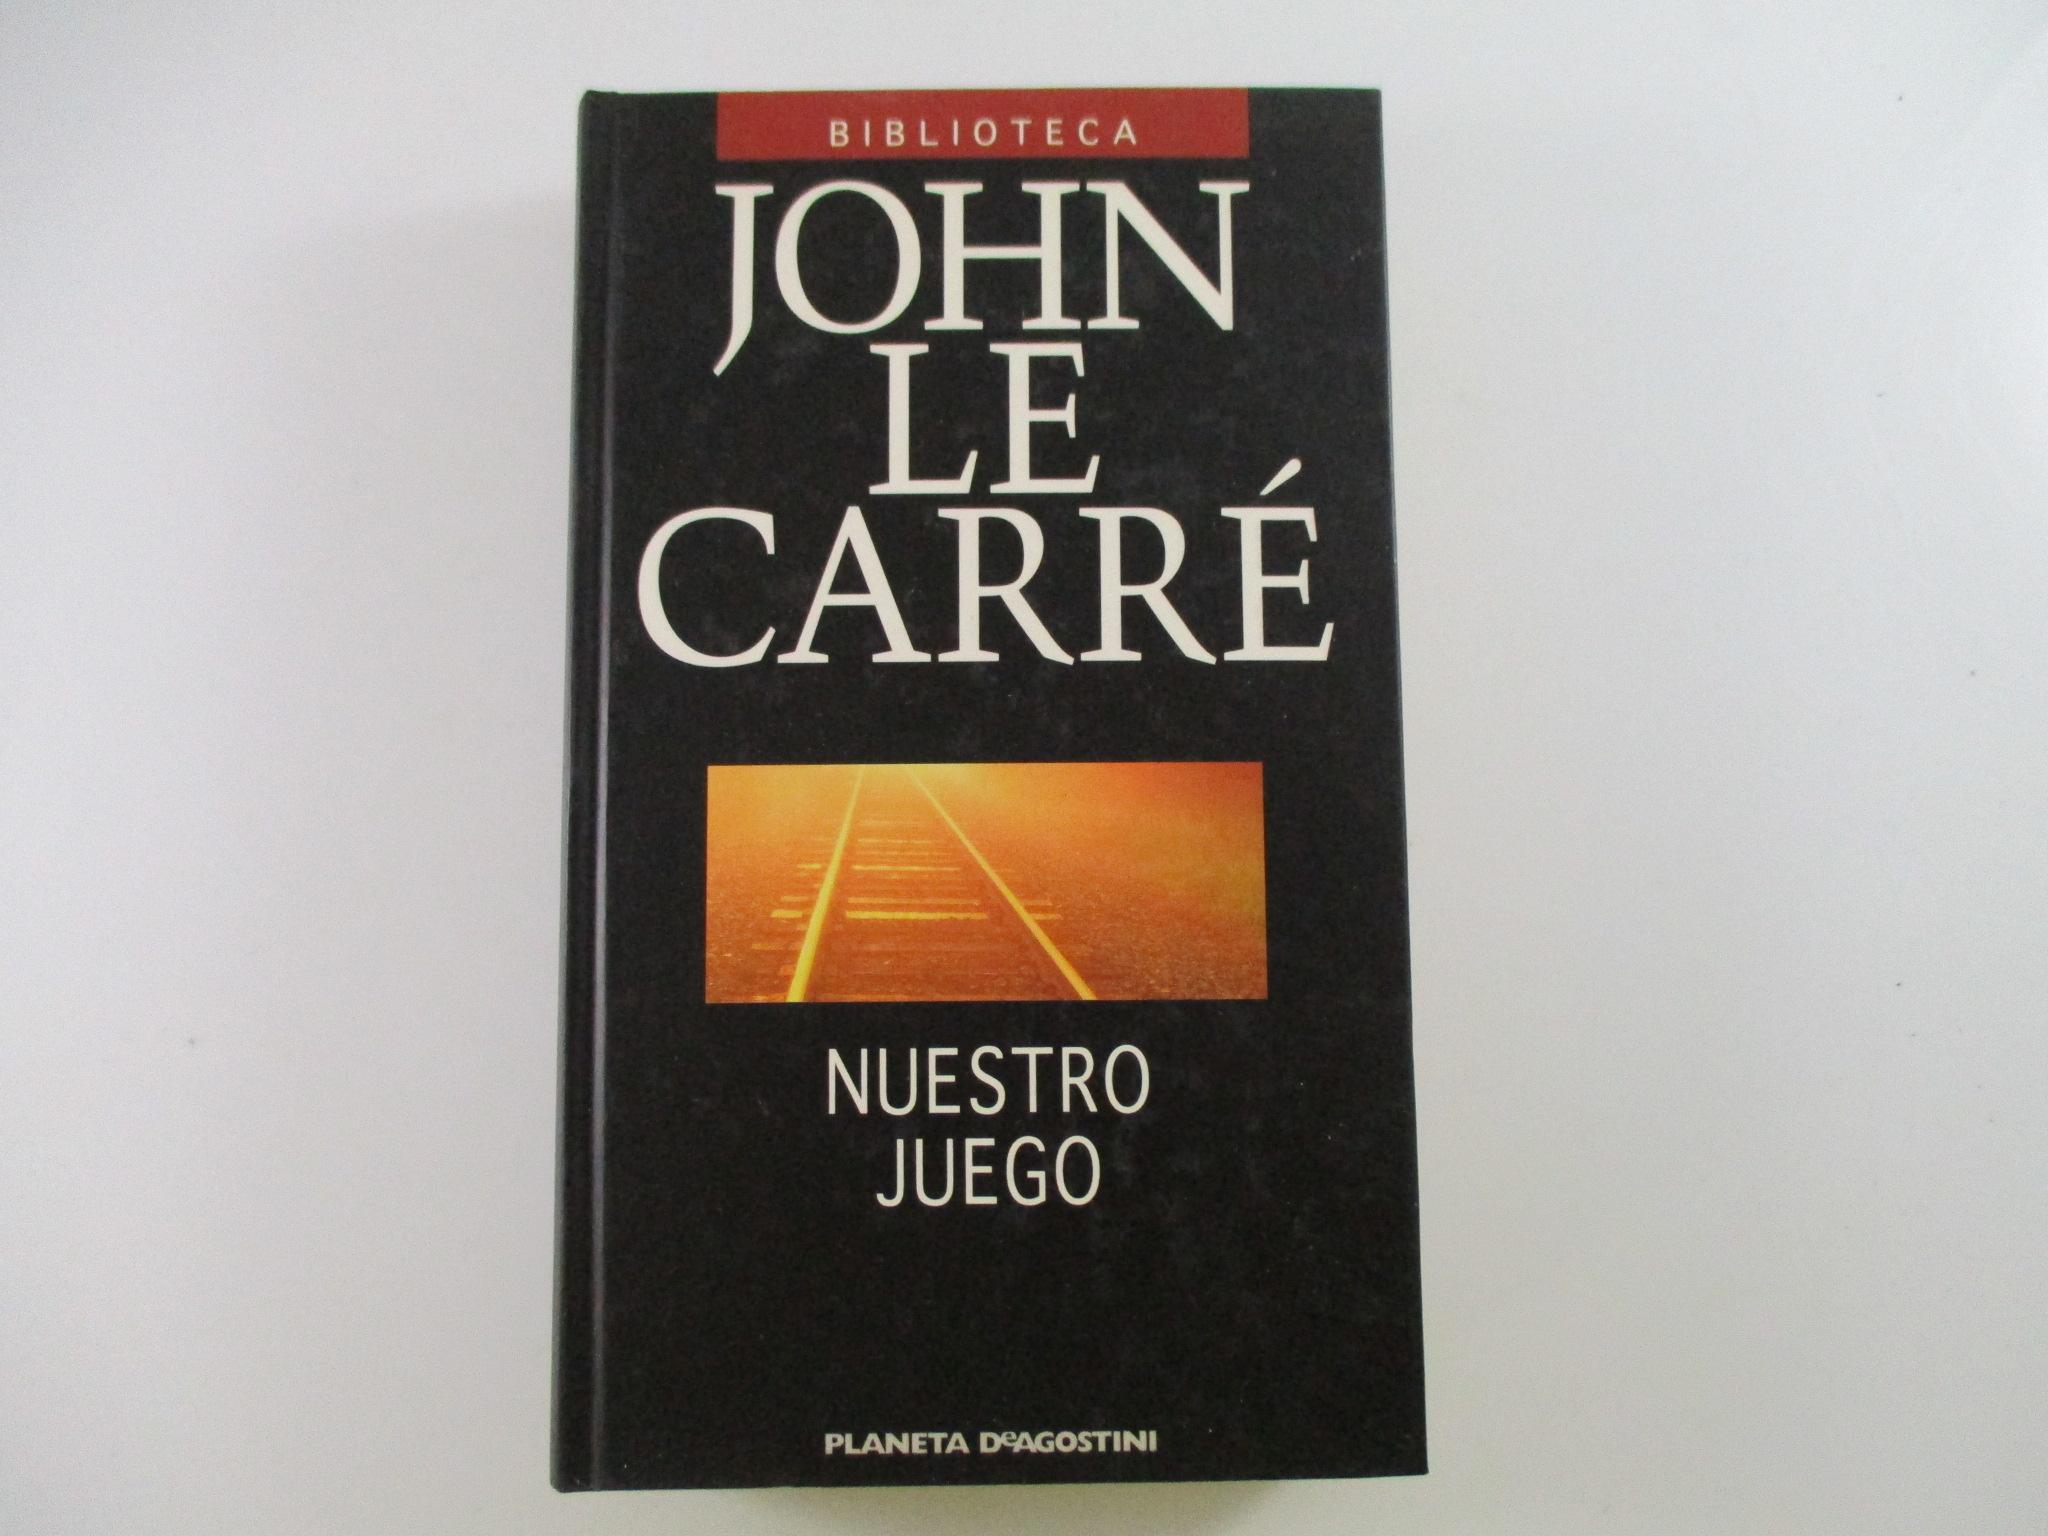 BIBLIOTECA
JOHN
LE
CARRÉ
NUESTRO
JUEGO
PLANETA DeAGOSTINI